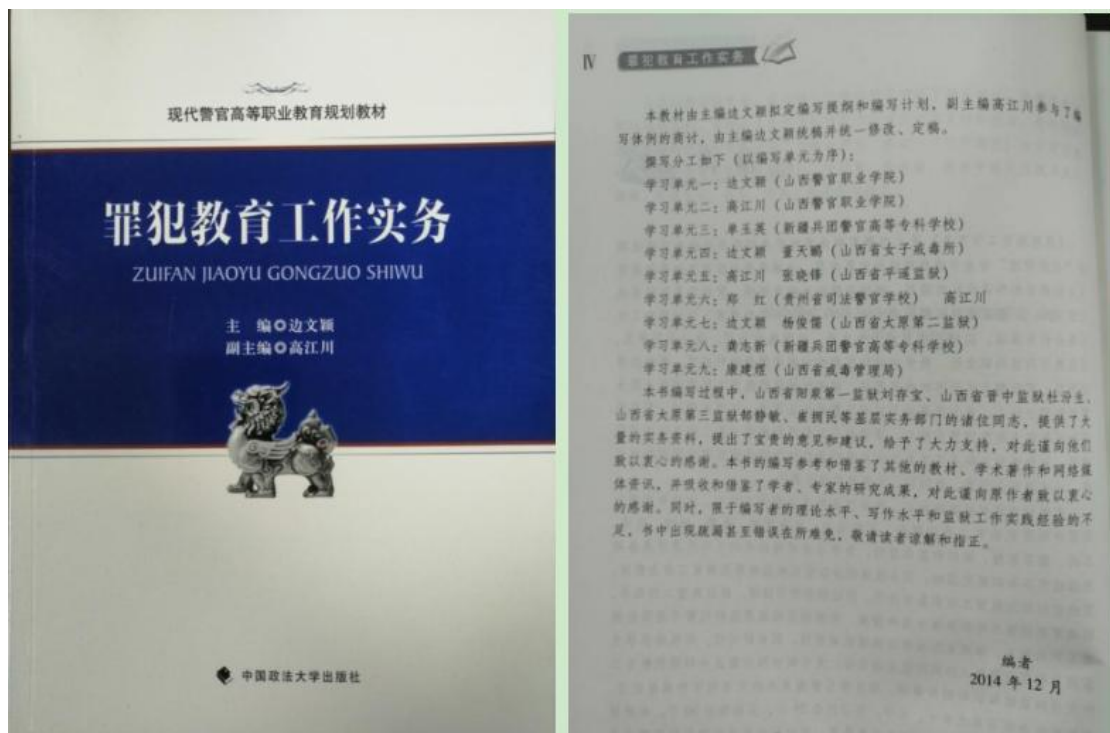 现代警官高等职业教育规划教材
罪犯教育工作实务
ZUIFAN JIAOYU GONGZUO SHIWU
主 编◎边文颖
副主编◎高江川
中国政法大学出版社
Ⅳ 罪犯教育工作实务
本教材由主编边文颖拟定编写提纲和编写计划，副主编高江川参与了编
写体例的商讨，由主编边文颖统稿并统一修改、定稿。
撰写分工如下（以编写单元为序）：
学习单元一：边文颖（山西警官职业学院）
学习单元二：高江川（山西警官职业学院）
学习单元三：单玉英（新疆兵团警官高等专科学校）
学习单元四：边文颖 董天鹏（山西省女子戒毒所）
学习单元五：高江川 张晓锋（山西省平遥监狱）
学习单元六：郑 红（贵州省司法警官学校） 高江川
学习单元七：边文颖 杨俊儒（山西省太原第二监狱）
学习单元八：龚志新（新疆兵团警官高等专科学校）
学习单元九：康建熠（山西省戒毒管理局）
本书编写过程中，山西省阳泉第一监狱刘存宝、山西省晋中监狱杜汾生、
山西省太原第三监狱郜静敏、崔拥民等基层实务部门的诸位同志，提供了大
量的实务资料，提出了宝贵的意见和建议，给予了大力支持，对此谨向他们
致以衷心的感谢。本书的编写参考和借鉴了其他的教材、学术著作和网络媒
体资讯，并吸收和借鉴了学者、专家的研究成果，对此谨向原作者致以衷心
的感谢。同时，限于编写者的理论水平、写作水平和监狱工作实践经验的不
足，书中出现疏漏甚至错误在所难免，敬请读者谅解和指正。
编者
2014 年 12 月